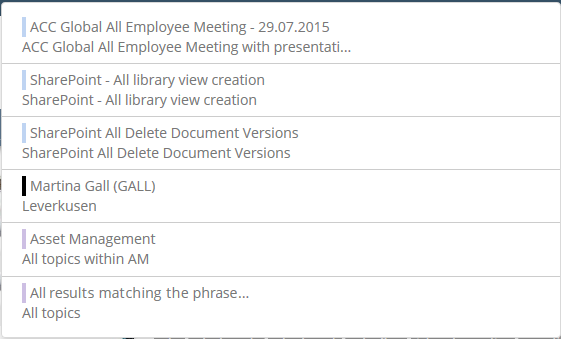 ACC Global All Employee Meeting - 29.07.2015
ACC Global All Employee Meeting with presentati...
SharePoint - All library view creation
SharePoint - All library view creation
SharePoint All Delete Document Versions
SharePoint All Delete Document Versions
Martina Gall (GALL)
Leverkusen
Asset Management
All topics within AM
All results matching the phrase...
All topics